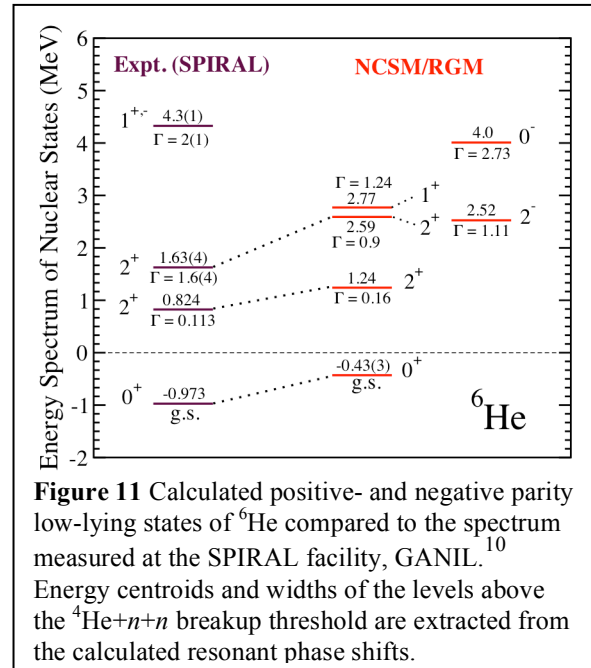 Energy Spectrum of Nuclear States (MeV)
6
5
4
3
2
1
0
-1
-2
Expt. (SPIRAL)
NCSM/RGM
1⁺,⁻
4.3(1)
Γ = 2(1)
2⁺
1.63(4)
Γ = 1.6(4)
2⁺
0.824
Γ = 0.113
0⁺
-0.973
g.s.
Γ = 1.24
2.77
1⁺
2.59
Γ = 0.9
2⁺
1.24
Γ = 0.16
2⁺
-0.43(3)
g.s.
0⁺
4.0
Γ = 2.73
0⁻
2.52
Γ = 1.11
2⁻
⁶He
Figure 11 Calculated positive- and negative parity
low-lying states of ⁶He compared to the spectrum
measured at the SPIRAL facility, GANIL.¹⁰
Energy centroids and widths of the levels above
the ⁴He+n+n breakup threshold are extracted from
the calculated resonant phase shifts.